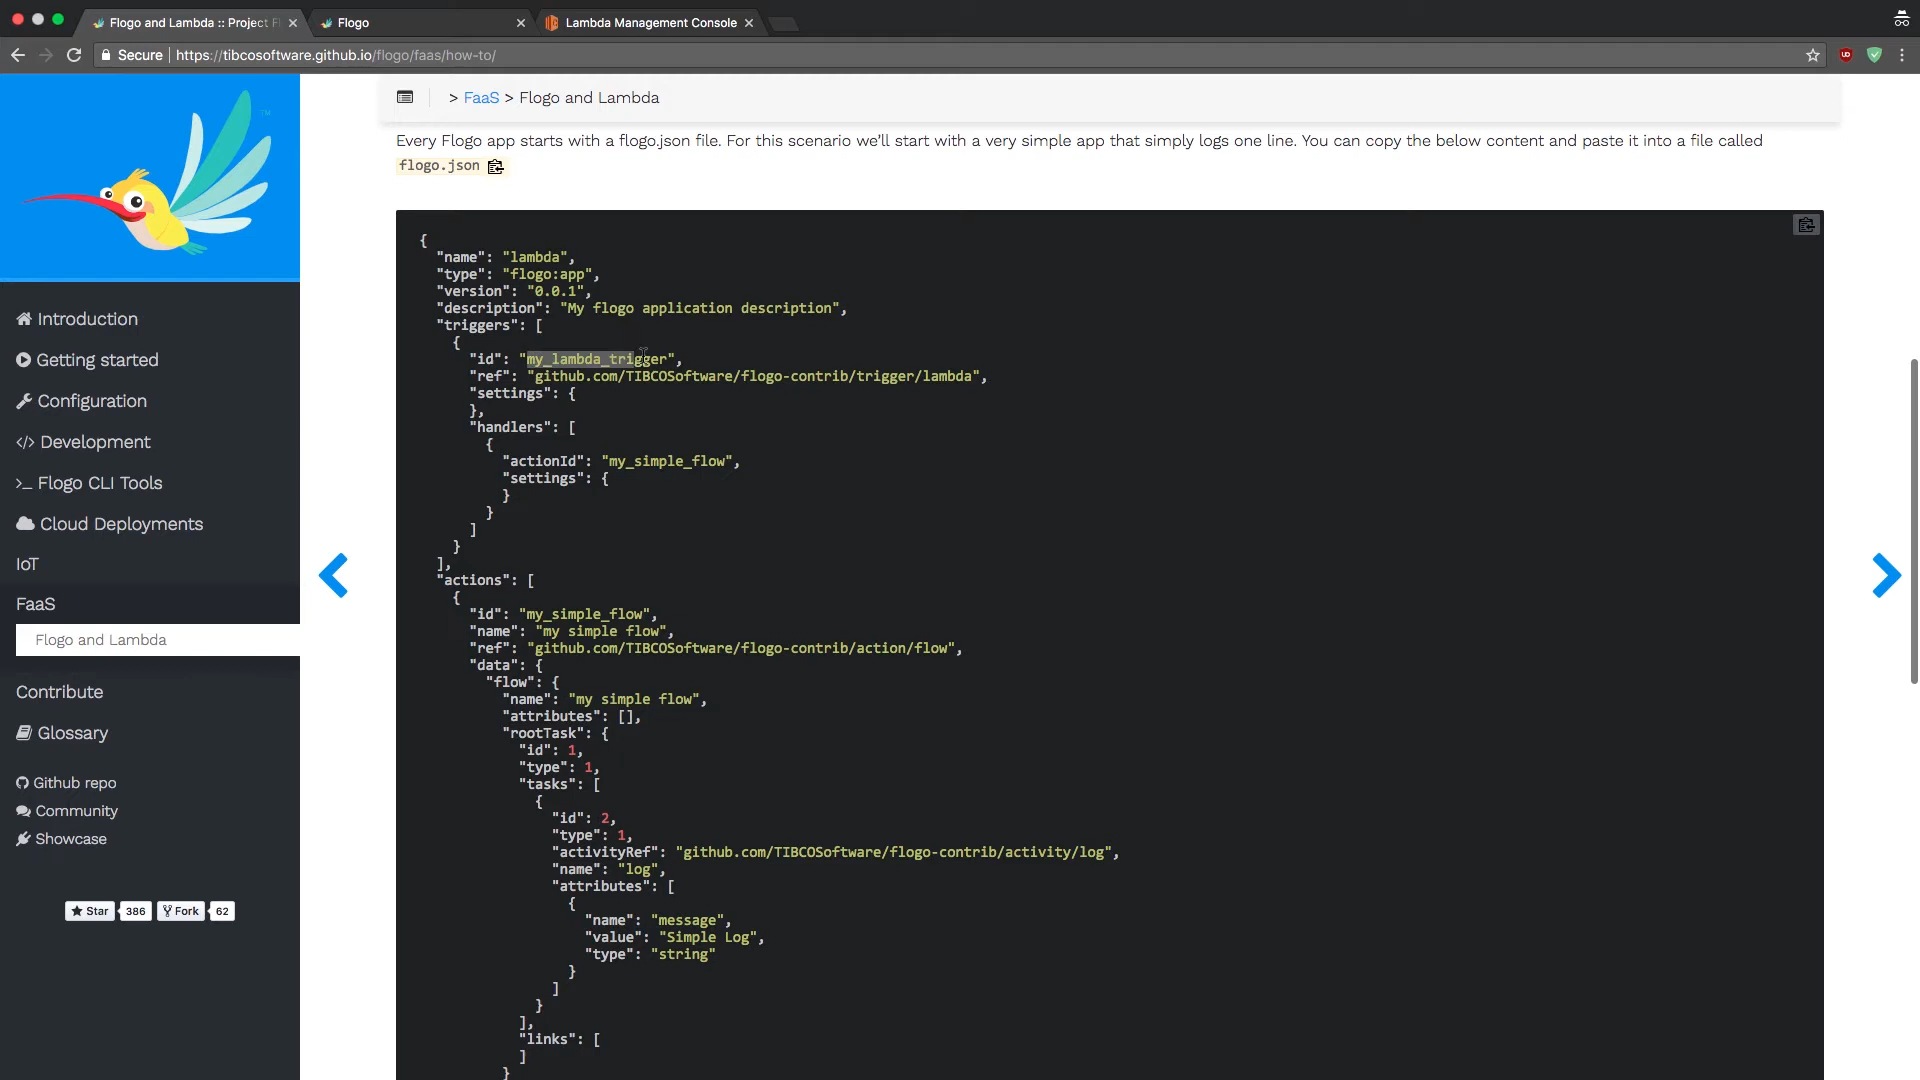 Flogo and Lambda :: Project F
Flogo
Lambda Management Console
Secure
https://tibcosoftware.github.io/flogo/faas/how-to/
TM
Introduction
Getting started
Configuration
</> Development
>_ Flogo CLI Tools
Cloud Deployments
IoT
FaaS
Flogo and Lambda
Contribute
Glossary
Github repo
Community
Showcase
Star 386 Fork 62
> FaaS > Flogo and Lambda
Every Flogo app starts with a flogo.json file. For this scenario we'll start with a very simple app that simply logs one line. You can copy the below content and paste it into a file called
flogo.json
{
"name": "lambda",
"type": "flogo:app",
"version": "0.0.1",
"description": "My flogo application description",
"triggers": [
{
"id": "my_lambda_trigger",
"ref": "github.com/TIBCOSoftware/flogo-contrib/trigger/lambda",
"settings": {
},
"handlers": [
{
"actionId": "my_simple_flow",
"settings": {
}
}
]
}
],
"actions": [
{
"id": "my_simple_flow",
"name": "my simple flow",
"ref": "github.com/TIBCOSoftware/flogo-contrib/action/flow",
"data": {
"flow": {
"name": "my simple flow",
"attributes": [],
"rootTask": {
"id": 1,
"type": 1,
"tasks": [
{
"id": 2,
"type": 1,
"activityRef": "github.com/TIBCOSoftware/flogo-contrib/activity/log",
"name": "log",
"attributes": [
{
"name": "message",
"value": "Simple Log",
"type": "string"
}
]
}
],
"links": [
]
}